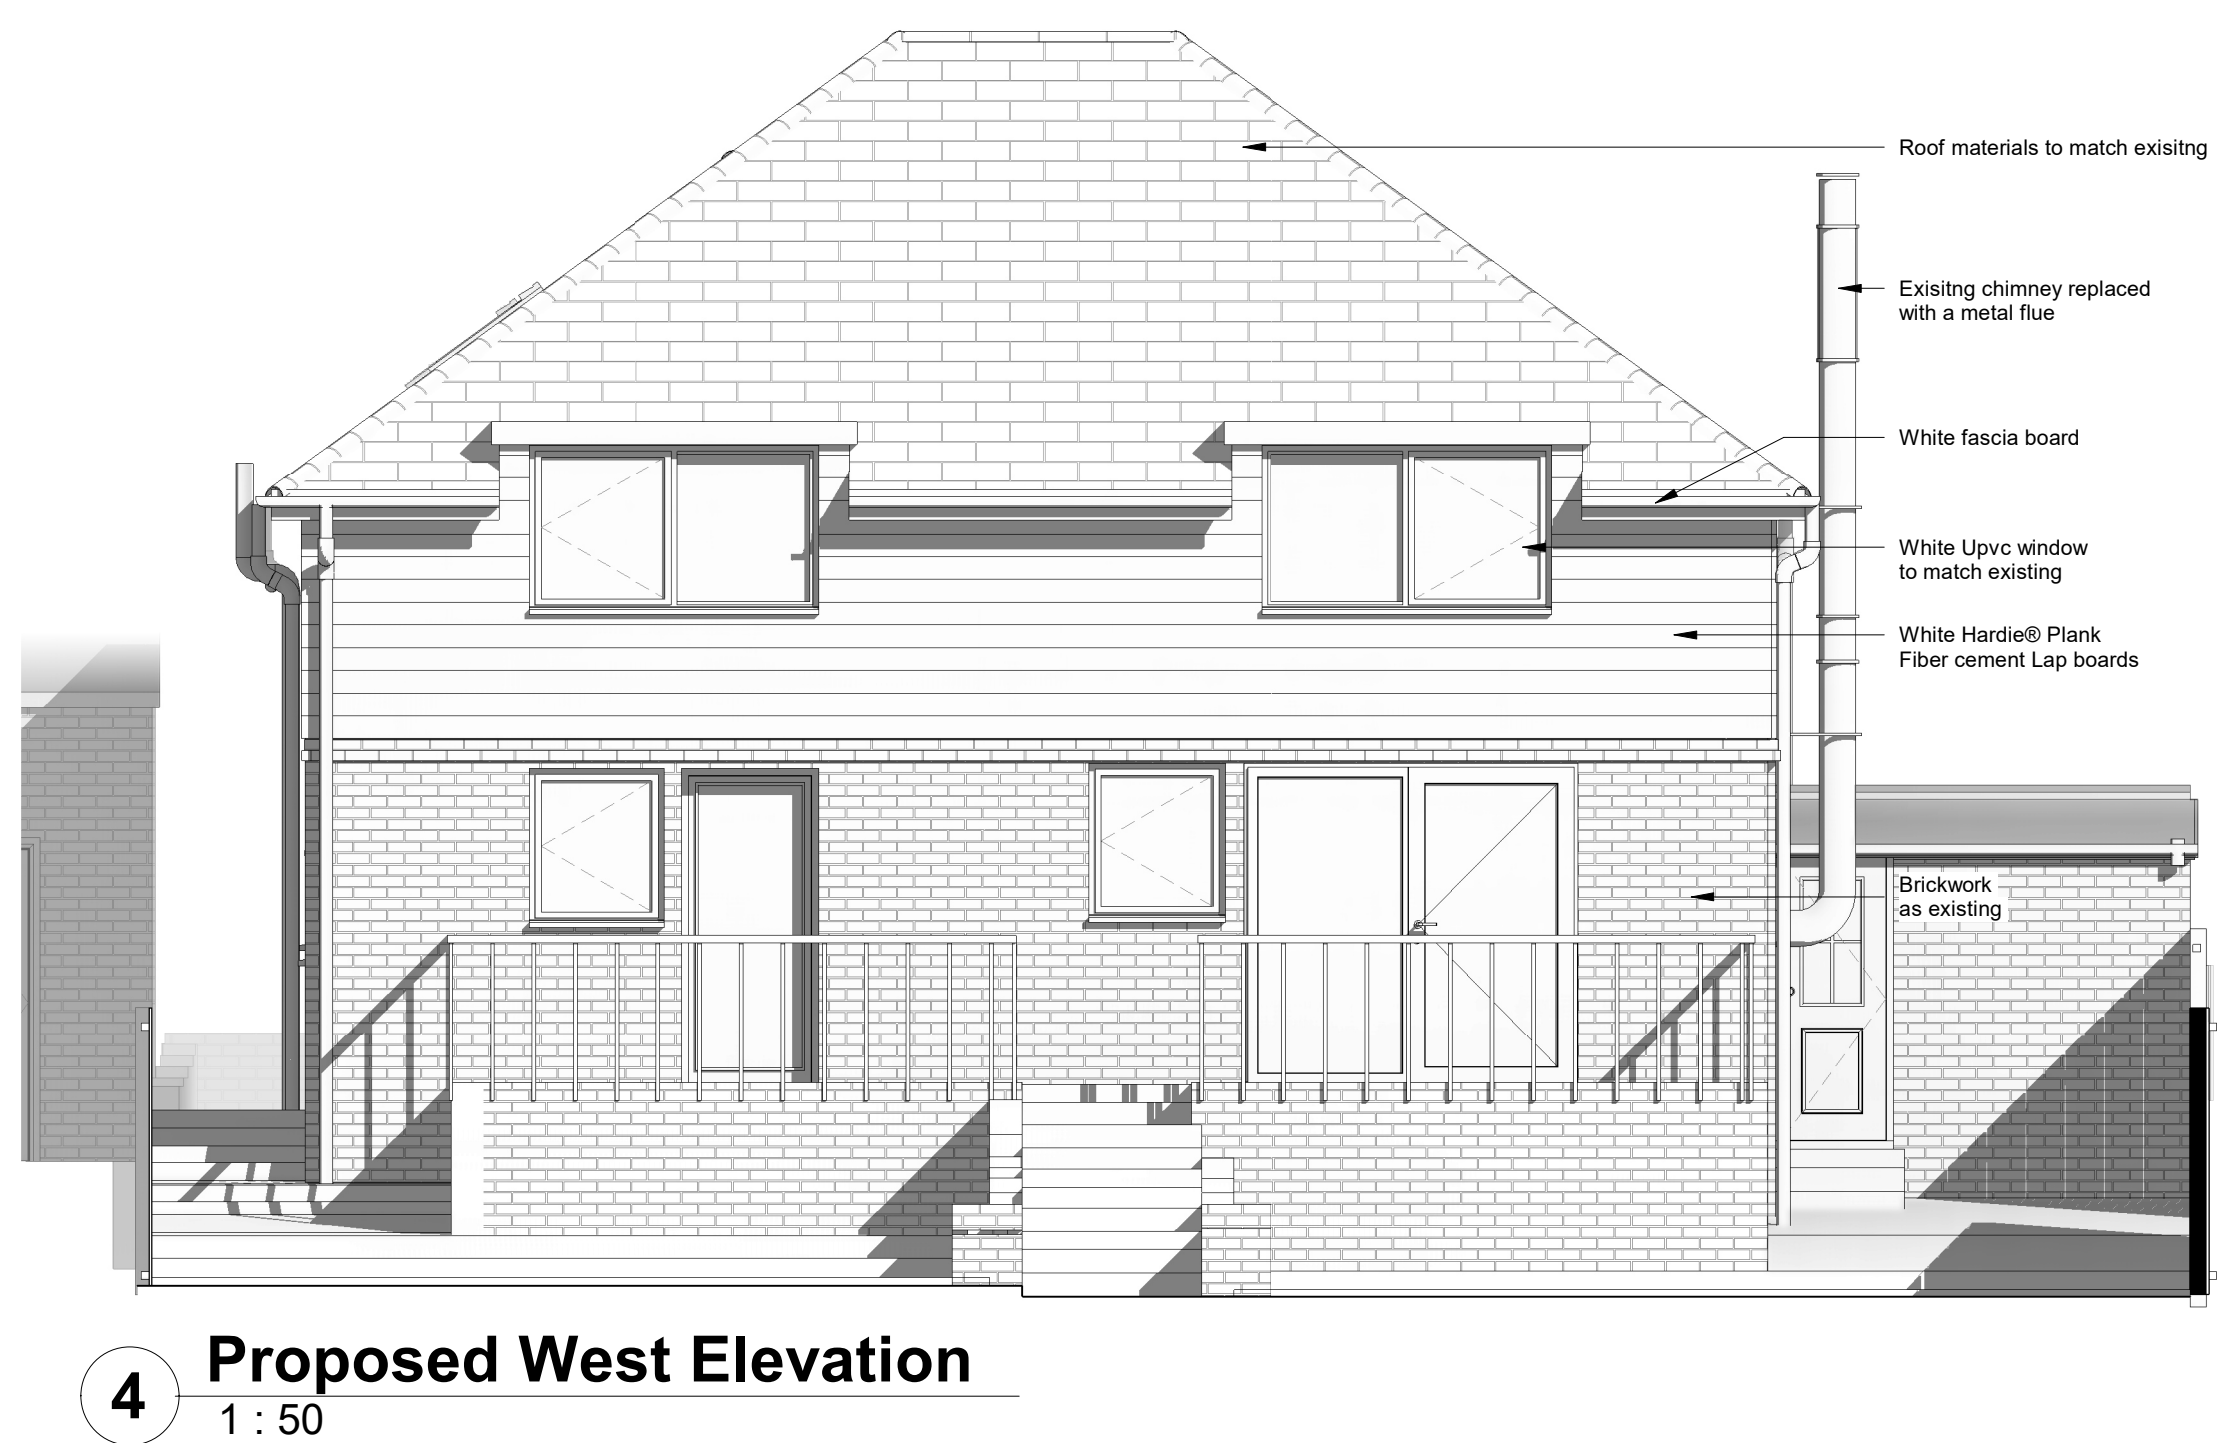 Roof materials to match exisitng
Exisitng chimney replaced
with a metal flue
White fascia board
White Upvc window
to match existing
White Hardie® Plank
Fiber cement Lap boards
Brickwork
as existing
4
Proposed West Elevation
1 : 50